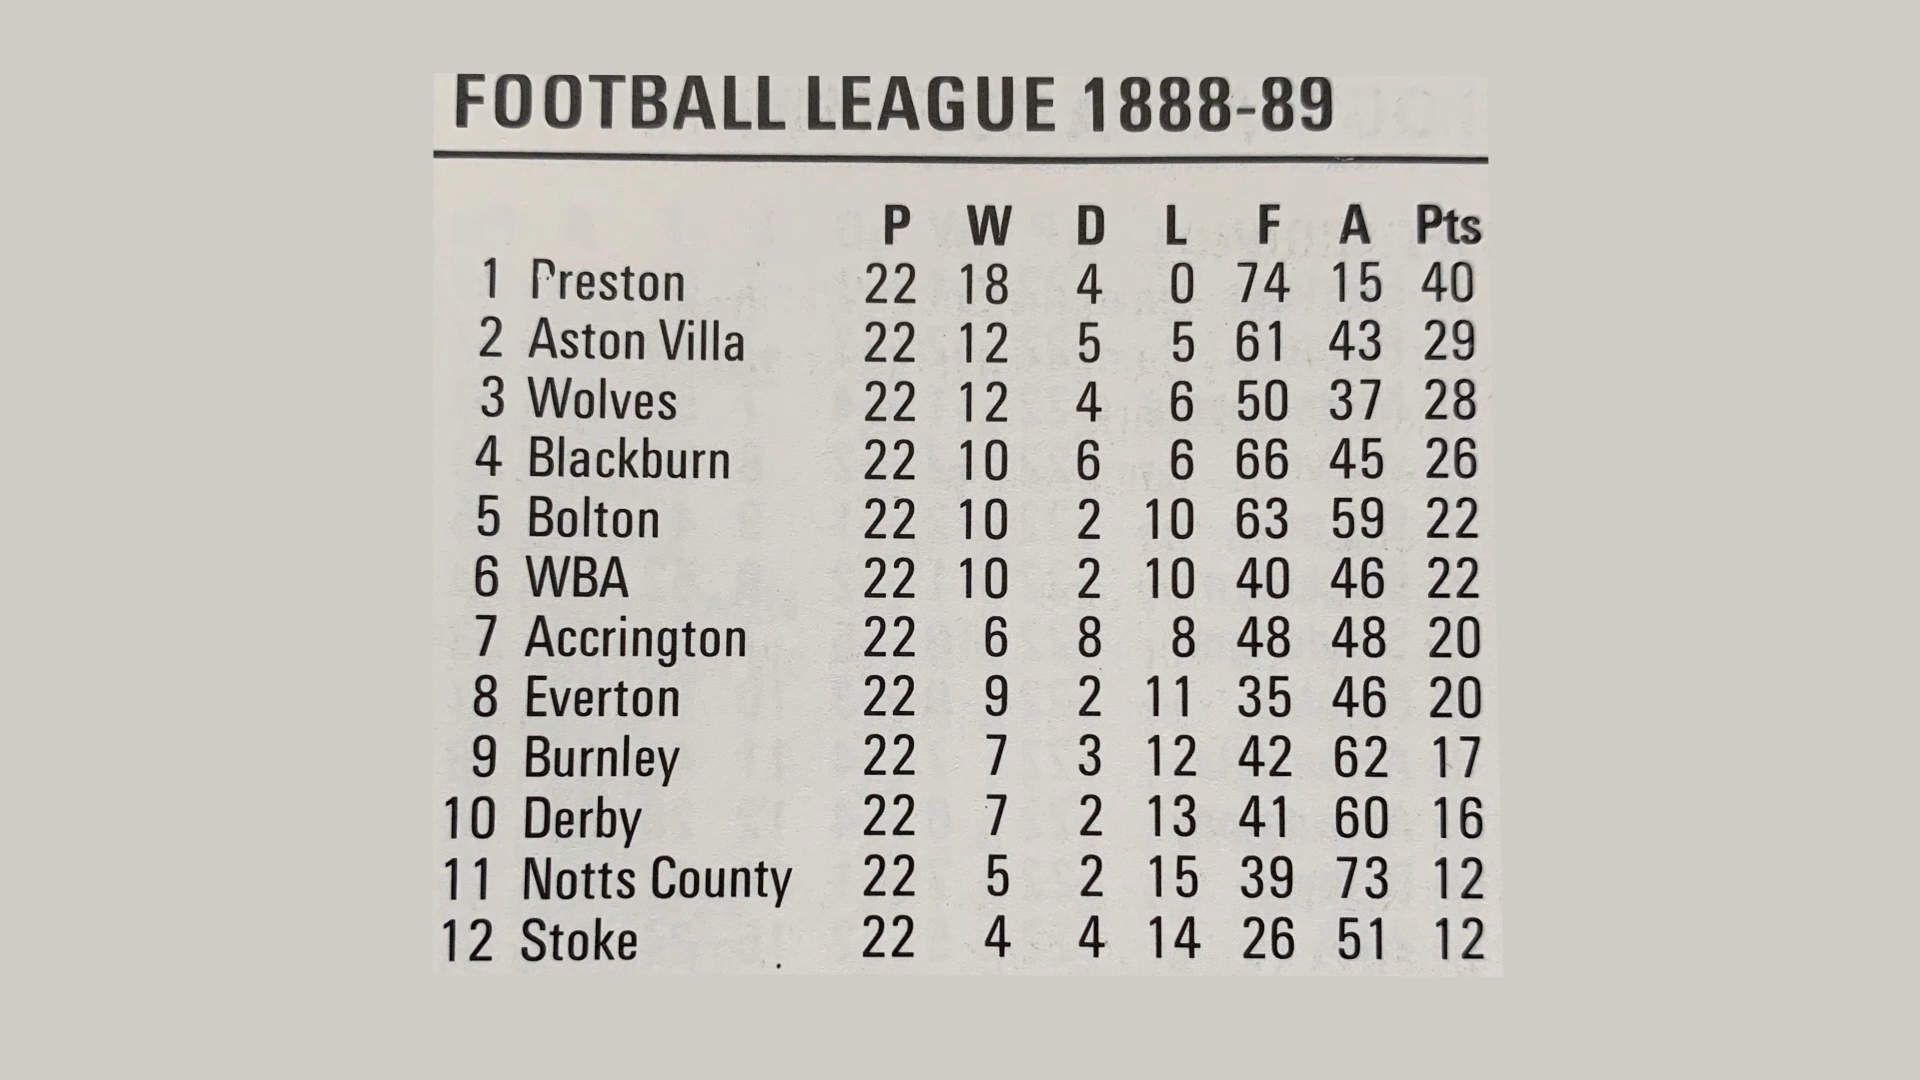 FOOTBALL LEAGUE 1888-89
P W D L F A Pts
1 Preston 22 18 4 0 74 15 40
2 Aston Villa 22 12 5 5 61 43 29
3 Wolves 22 12 4 6 50 37 28
4 Blackburn 22 10 6 6 66 45 26
5 Bolton 22 10 2 10 63 59 22
6 WBA 22 10 2 10 40 46 22
7 Accrington 22 6 8 8 48 48 20
8 Everton 22 9 2 11 35 46 20
9 Burnley 22 7 3 12 42 62 17
10 Derby 22 7 2 13 41 60 16
11 Notts County 22 5 2 15 39 73 12
12 Stoke 22 4 4 14 26 51 12